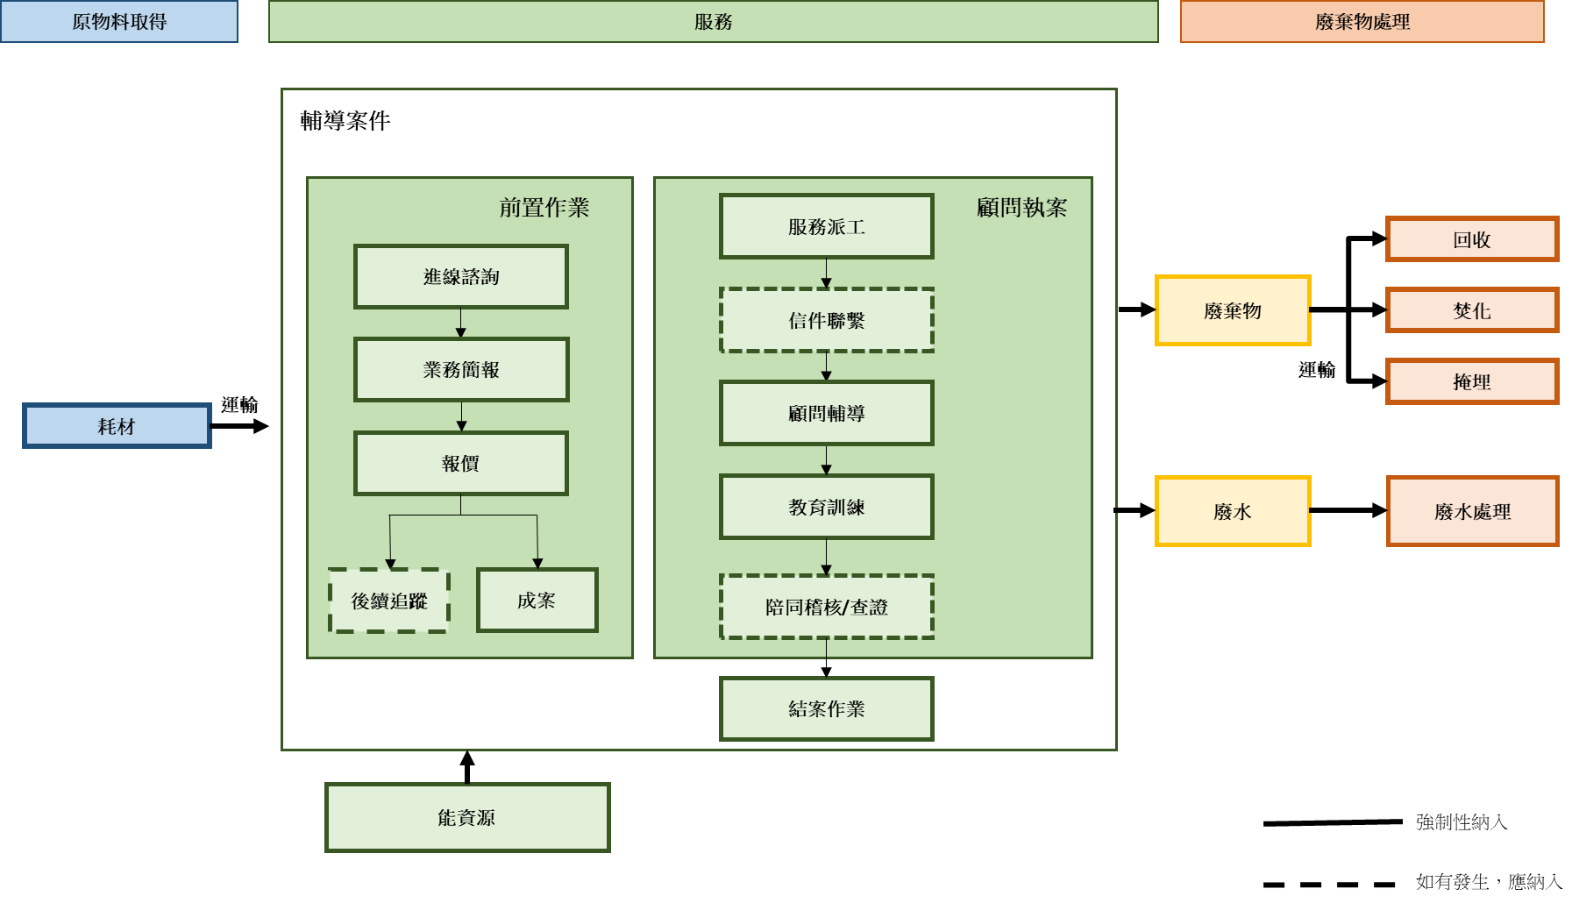 原物料取得
服務
廢棄物處理
輔導案件
前置作業
進線諮詢
業務簡報
報價
後續追蹤
成案
顧問執案
服務派工
信件聯繫
顧問輔導
教育訓練
陪同稽核/查證
結案作業
耗材
運輸
能資源
廢棄物
運輸
回收
焚化
掩埋
廢水
廢水處理
強制性納入
如有發生，應納入